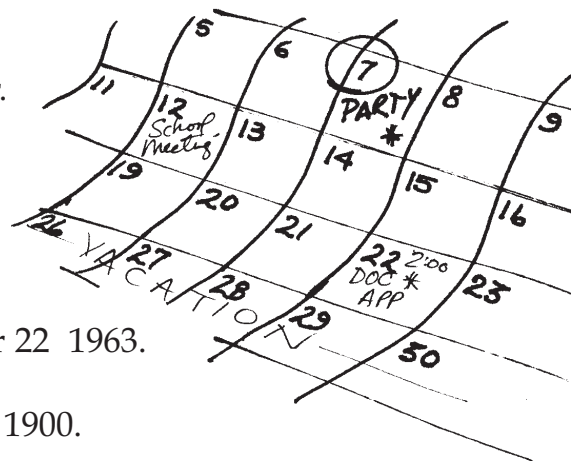 5 6 7 8 9
PARTY
*
11 12 13 14 15 16
School
Meeting
19 20 21 22 2:00 23
DOC *
APP
26 27 28 29 30
VACATION
r 22 1963.
1900.